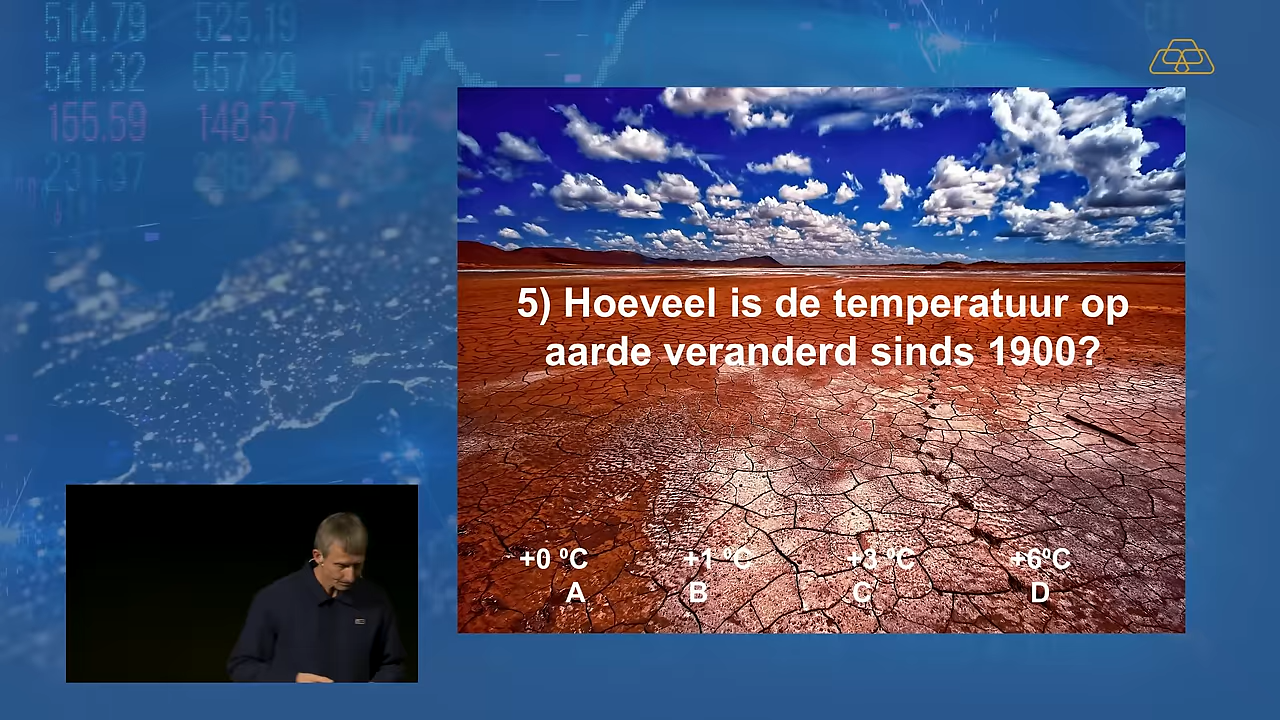 514.79 525.19
541.32 557.29
155.59 148.57
231.37
5) Hoeveel is de temperatuur op
aarde veranderd sinds 1900?
+0 ºC +1 ºC +3 ºC +6ºC
A B C D